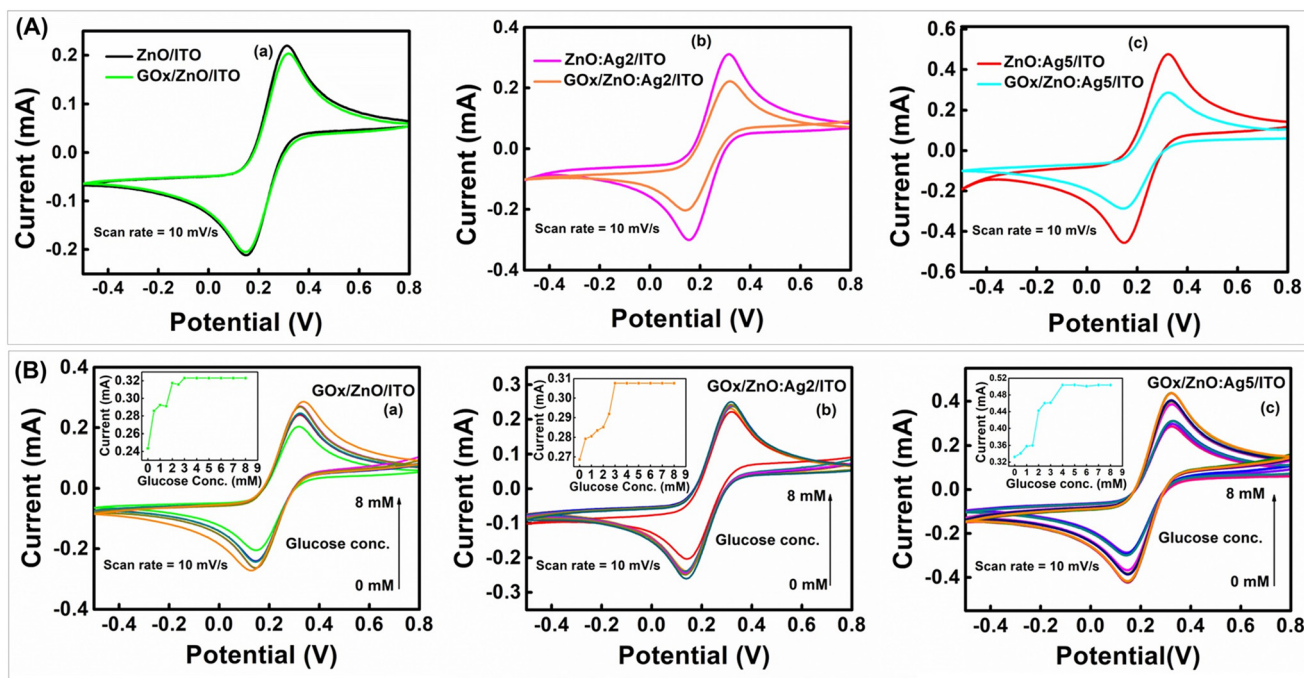 (A)
(a)
ZnO/ITO
GOx/ZnO/ITO
0.2
0.1
0.0
-0.1
-0.2
Current (mA)
Scan rate = 10 mV/s
-0.4 -0.2 0.0 0.2 0.4 0.6 0.8
Potential (V)
(b)
ZnO:Ag2/ITO
GOx/ZnO:Ag2/ITO
0.4
0.2
0.0
-0.2
-0.4
Current (mA)
Scan rate = 10 mV/s
-0.4 -0.2 0.0 0.2 0.4 0.6 0.8
Potential (V)
(c)
ZnO:Ag5/ITO
GOx/ZnO:Ag5/ITO
0.6
0.4
0.2
0.0
-0.2
-0.4
-0.6
Current (mA)
Scan rate = 10 mV/s
-0.4 -0.2 0.0 0.2 0.4 0.6 0.8
Potential (V)
(B)
GOx/ZnO/ITO
(a)
0.4
0.2
0.0
-0.2
-0.4
Current (mA)
0.32
0.28
0.24
Current (mA)
0 1 2 3 4 5 6 7 8 9
Glucose Conc. (mM)
8 mM
Glucose conc.
0 mM
Scan rate = 10 mV/s
-0.4 -0.2 0.0 0.2 0.4 0.6 0.8
Potential (V)
GOx/ZnO:Ag2/ITO
(b)
0.3
0.2
0.1
0.0
-0.1
-0.2
-0.3
Current (mA)
0.31
0.30
0.29
0.28
0.27
Current (mA)
0 1 2 3 4 5 6 7 8 9
Glucose Conc. (mM)
8 mM
Glucose conc.
0 mM
Scan rate = 10 mV/s
-0.4 -0.2 0.0 0.2 0.4 0.6 0.8
Potential (V)
GOx/ZnO:Ag5/ITO
(c)
0.6
0.4
0.2
0.0
-0.2
-0.4
Current (mA)
0.52
0.48
0.44
0.40
0.36
0.32
Current (mA)
0 1 2 3 4 5 6 7 8 9
Glucose Conc. (mM)
8 mM
Glucose conc.
0 mM
Scan rate = 10 mV/s
-0.4 -0.2 0.0 0.2 0.4 0.6 0.8
Potential(V)